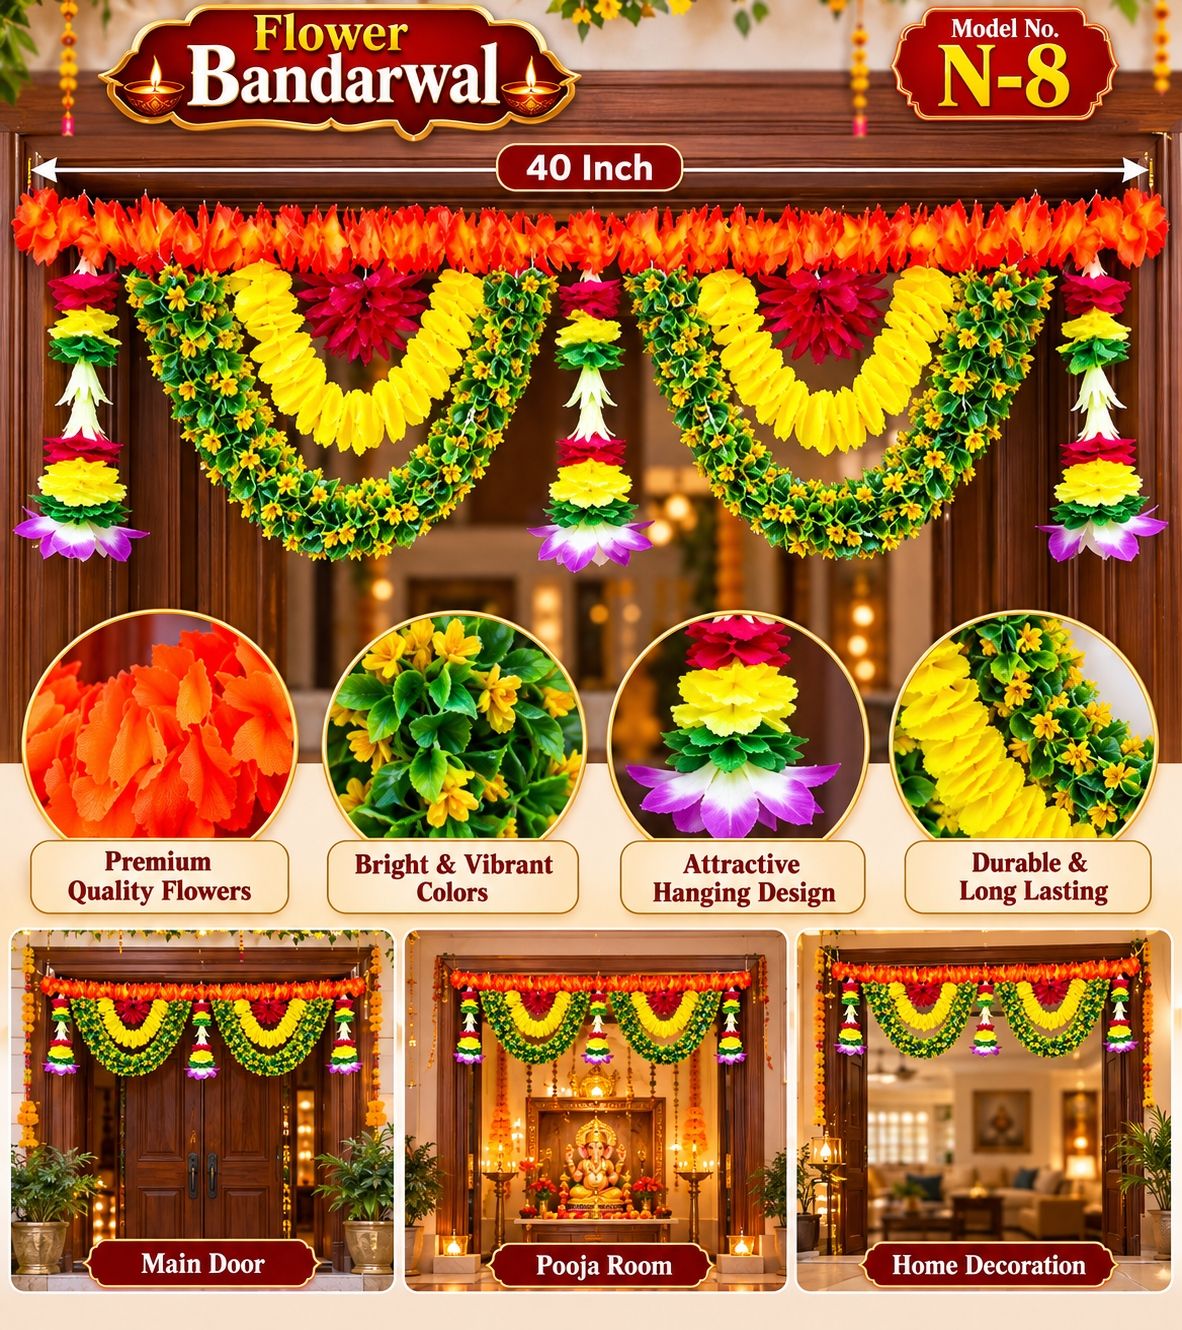 Flower
Bandarwal
Model No.
N-8
40 Inch
Premium
Quality Flowers
Bright & Vibrant
Colors
Attractive
Hanging Design
Durable &
Long Lasting
Main Door
Pooja Room
Home Decoration